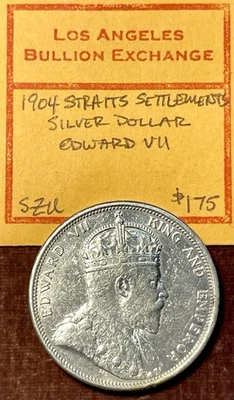 LOS ANGELES
BULLION EXCHANGE
1904 STRAITS SETTLEMENTS
SILVER DOLLAR
EDWARD VII
SZU $175
EDWARD VII KING AND EMPEROR